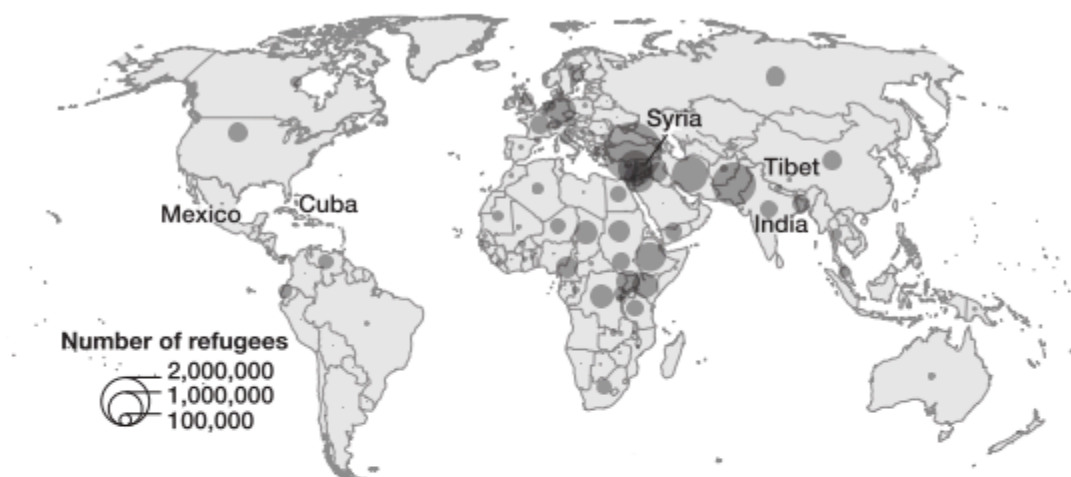 Syria
Tibet
Cuba
Mexico
India
Number of refugees
2,000,000
1,000,000
100,000